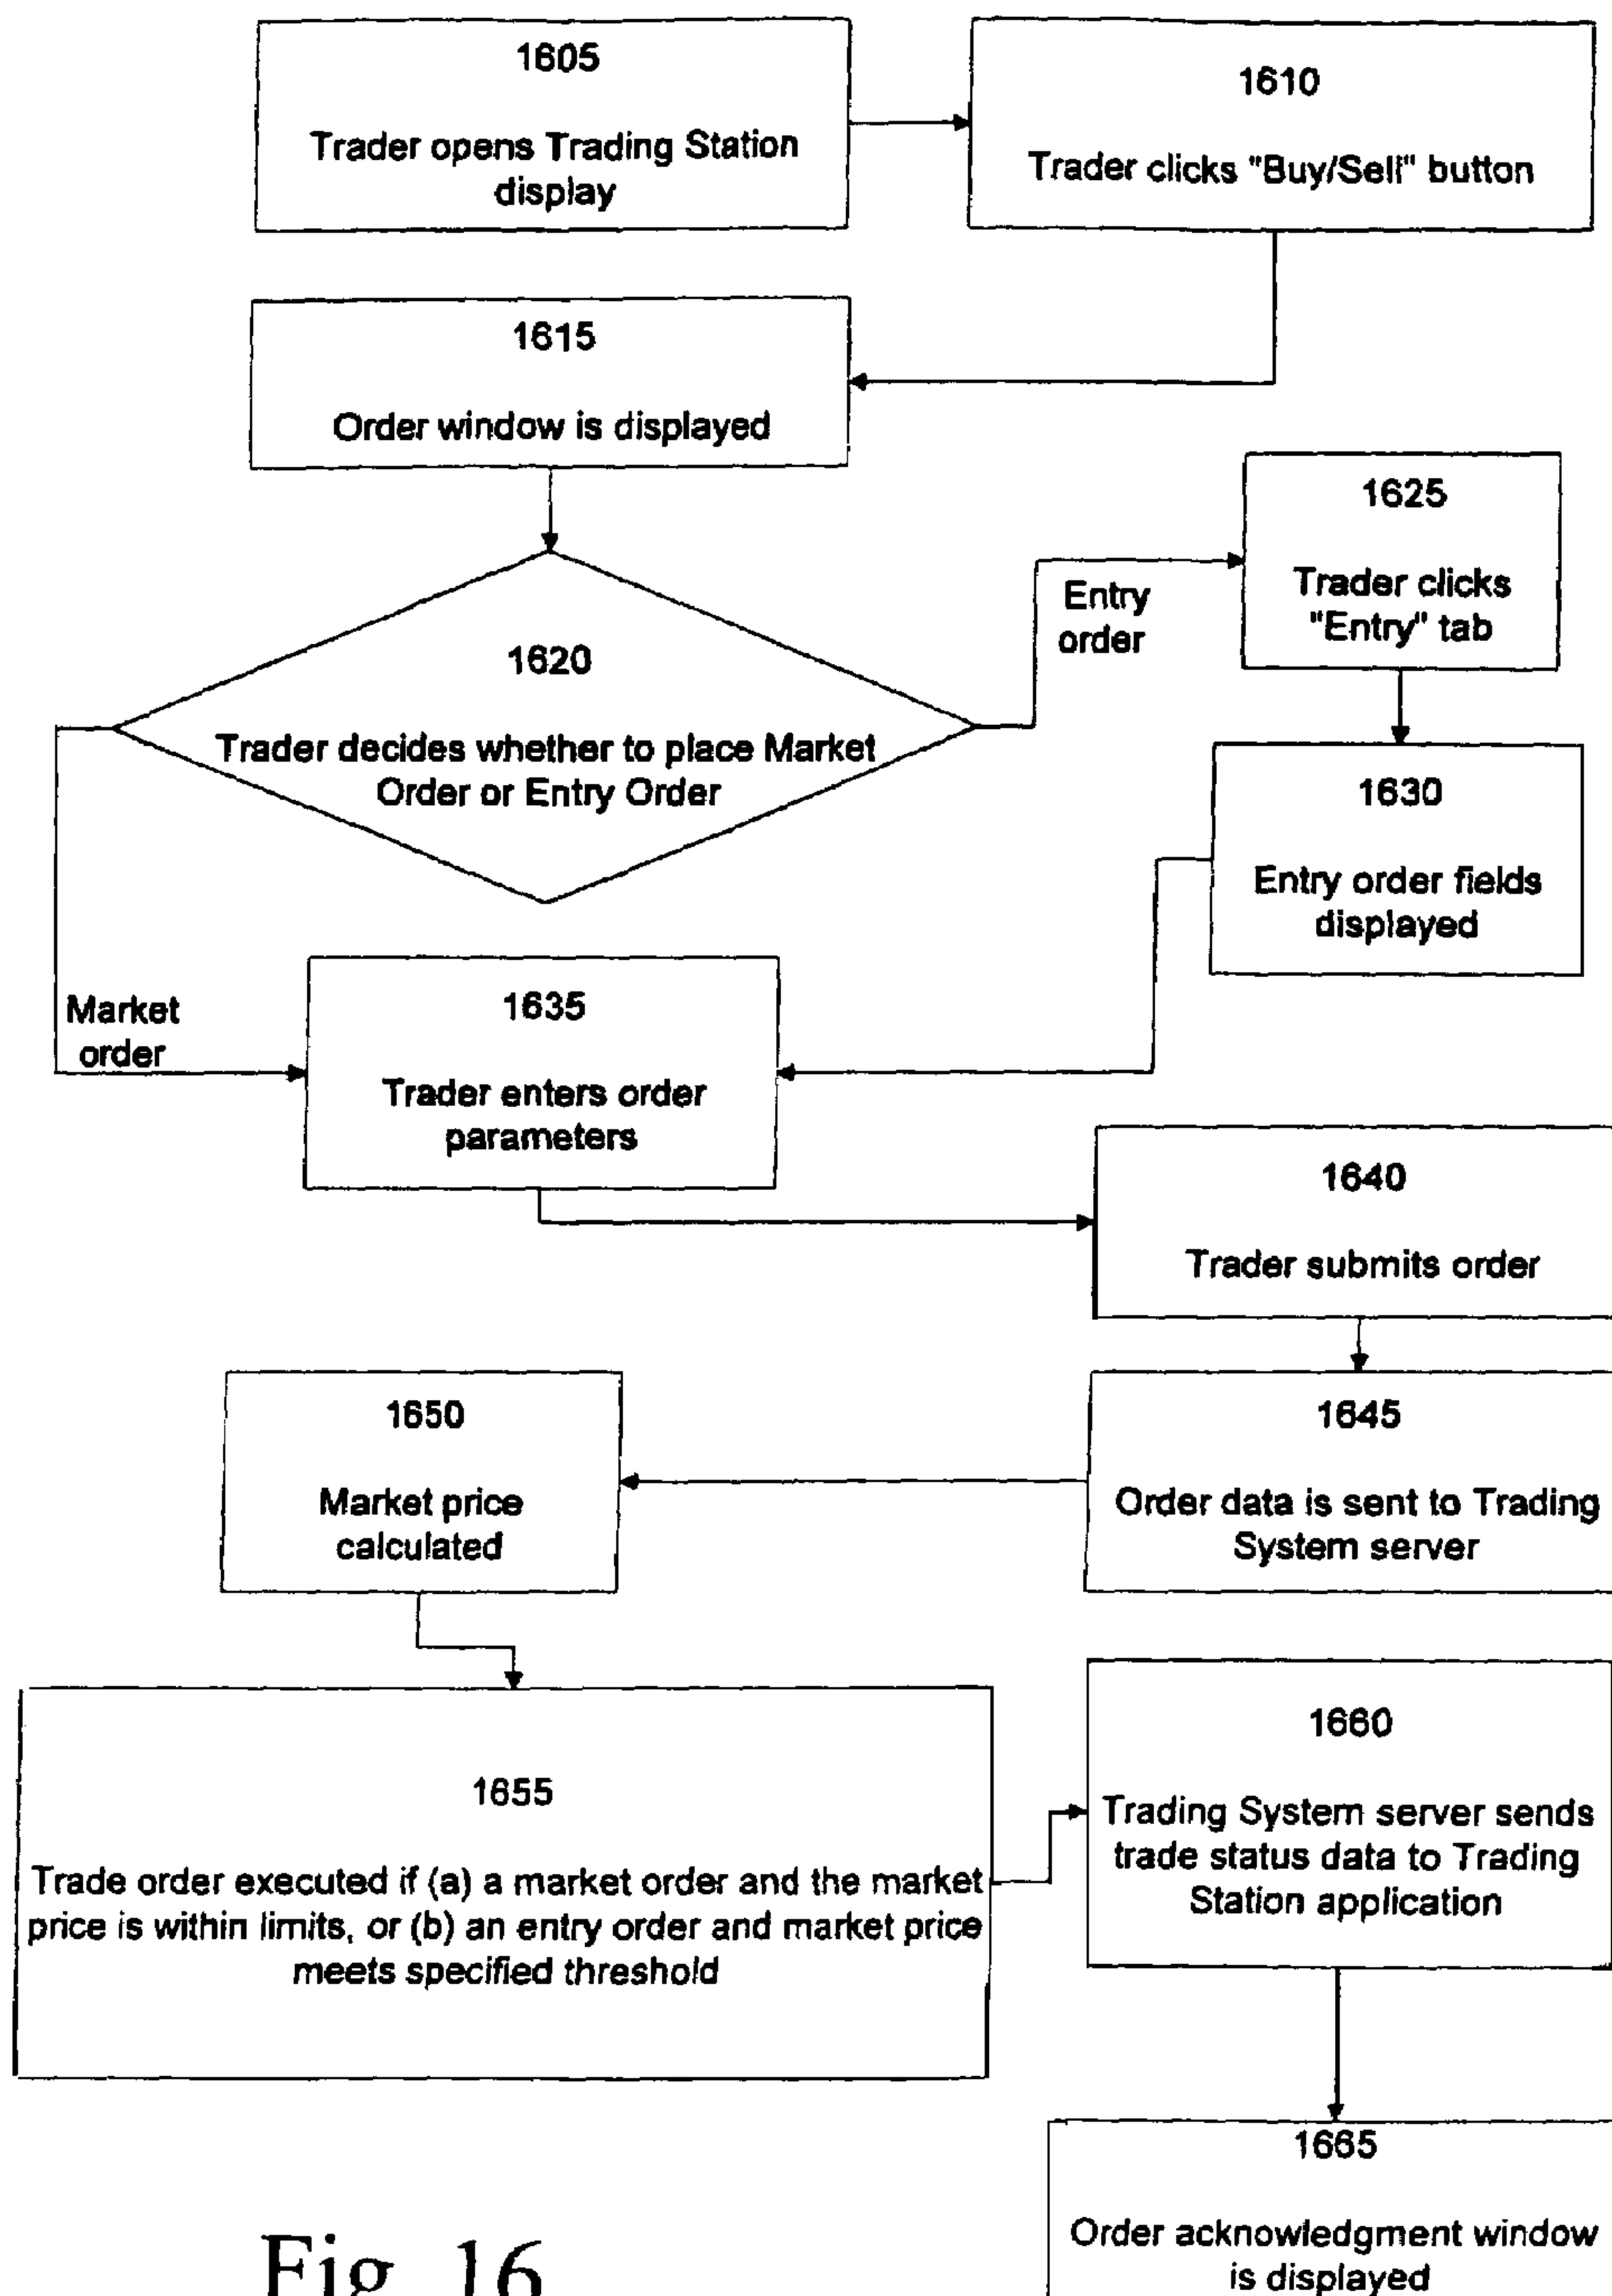 1605
Trader opens Trading Station
display
1610
Trader clicks "Buy/Sell" button
1615
Order window is displayed
1620
Trader decides whether to place Market
Order or Entry Order
Entry
order
1625
Trader clicks
"Entry" tab
1630
Entry order fields
displayed
Market
order
1635
Trader enters order
parameters
1640
Trader submits order
1645
Order data is sent to Trading
System server
1650
Market price
calculated
1655
Trade order executed if (a) a market order and the market
price is within limits, or (b) an entry order and market price
meets specified threshold
1660
Trading System server sends
trade status data to Trading
Station application
1665
Order acknowledgment window
is displayed
Fig. 16